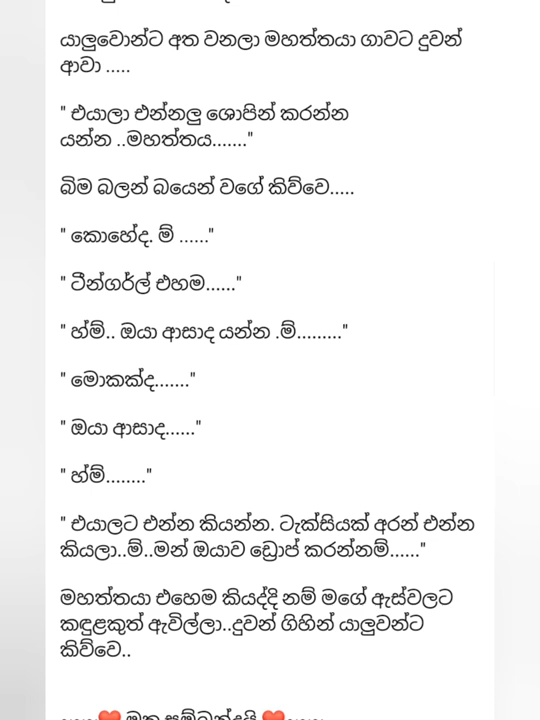 යාලුවොන්ට අත වනලා මහත්තයා ගාවට දුවන්
ආවා .....
" එයාලා එන්නලු ශොපින් කරන්න
යන්න ..මහත්තය......."
බිම බලන් බයෙන් වගේ කිව්වෙ.....
" කොහේද. ම් ......"
" ටීන්ගර්ල් එහම......"
" හ්ම්.. ඔයා ආසාද යන්න .ම්........."
" මොකක්ද......."
" ඔයා ආසාද......"
" හ්ම්........"
" එයාලට එන්න කියන්න. ටැක්සියක් අරන් එන්න
කියලා..ම්..මන් ඔයාව ඩ්‍රොප් කරන්නම්......"
මහත්තයා එහෙම කියද්දි නම් මගේ ඇස්වලට
කඳුළකුත් ඇවිල්ලා..දුවන් ගිහින් යාලුවන්ට
කිව්වෙ..